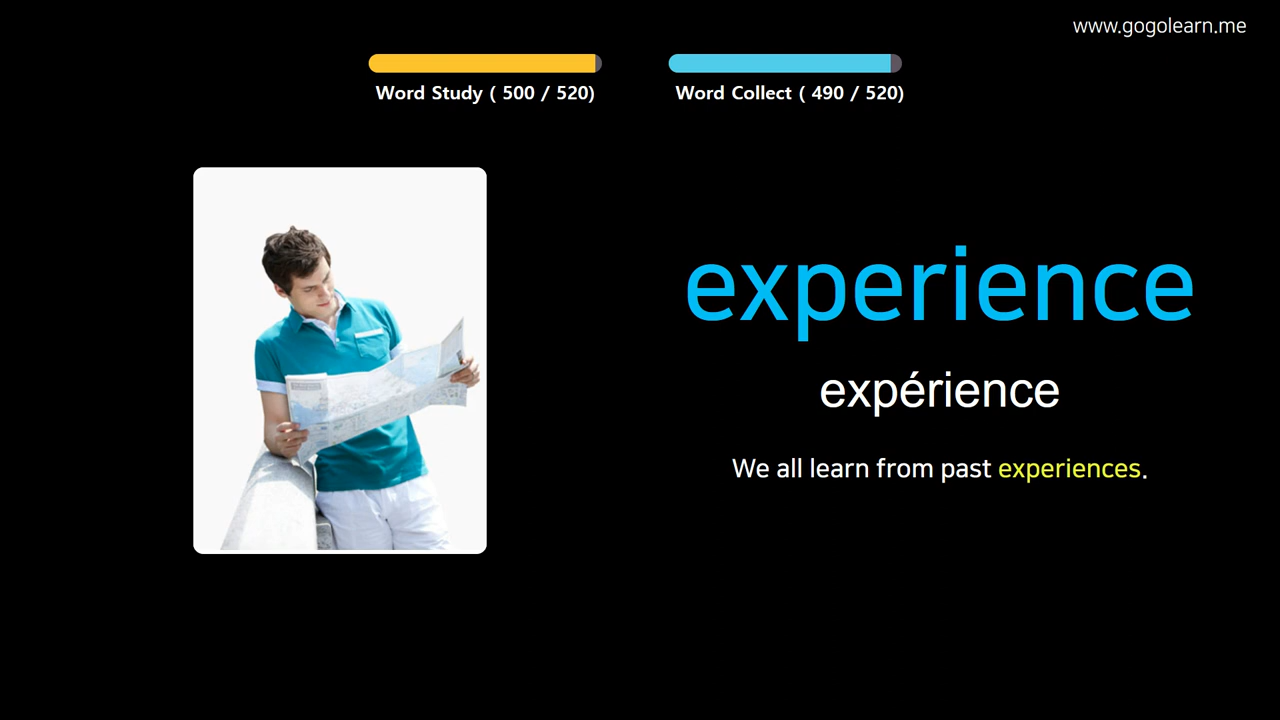 www.gogolearn.me
Word Study ( 500 / 520)
Word Collect ( 490 / 520)
experience
expérience
We all learn from past experiences.